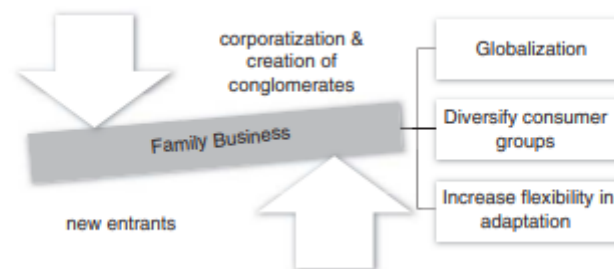 corporatization &
creation of
conglomerates
Family Business
new entrants
Globalization
Diversify consumer
groups
Increase flexibility in
adaptation